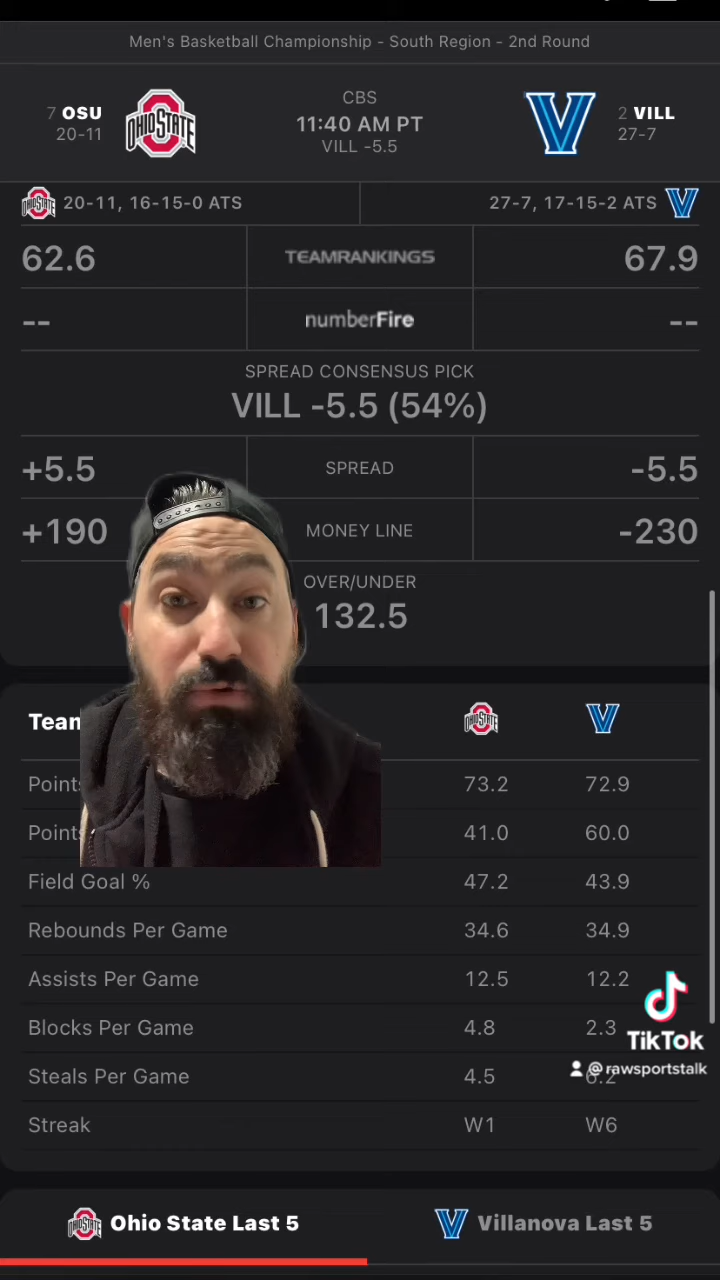 Men's Basketball Championship - South Region - 2nd Round
CBS
7 OSU
11:40 AM PT
2 VILL
20-11
VILL -5.5
27-7
OHIO STATE
V
20-11, 16-15-0 ATS
27-7, 17-15-2 ATS
62.6 TEAMRANKINGS 67.9
-- numberFire --
SPREAD CONSENSUS PICK
VILL -5.5 (54%)
+5.5 SPREAD -5.5
+190 MONEY LINE -230
OVER/UNDER
132.5
Team
Points 73.2 72.9
Points 41.0 60.0
Field Goal % 47.2 43.9
Rebounds Per Game 34.6 34.9
Assists Per Game 12.5 12.2
Blocks Per Game 4.8 2.3
TikTok
Steals Per Game 4.5 6.2
@rawsportstalk
Streak W1 W6
Ohio State Last 5
Villanova Last 5